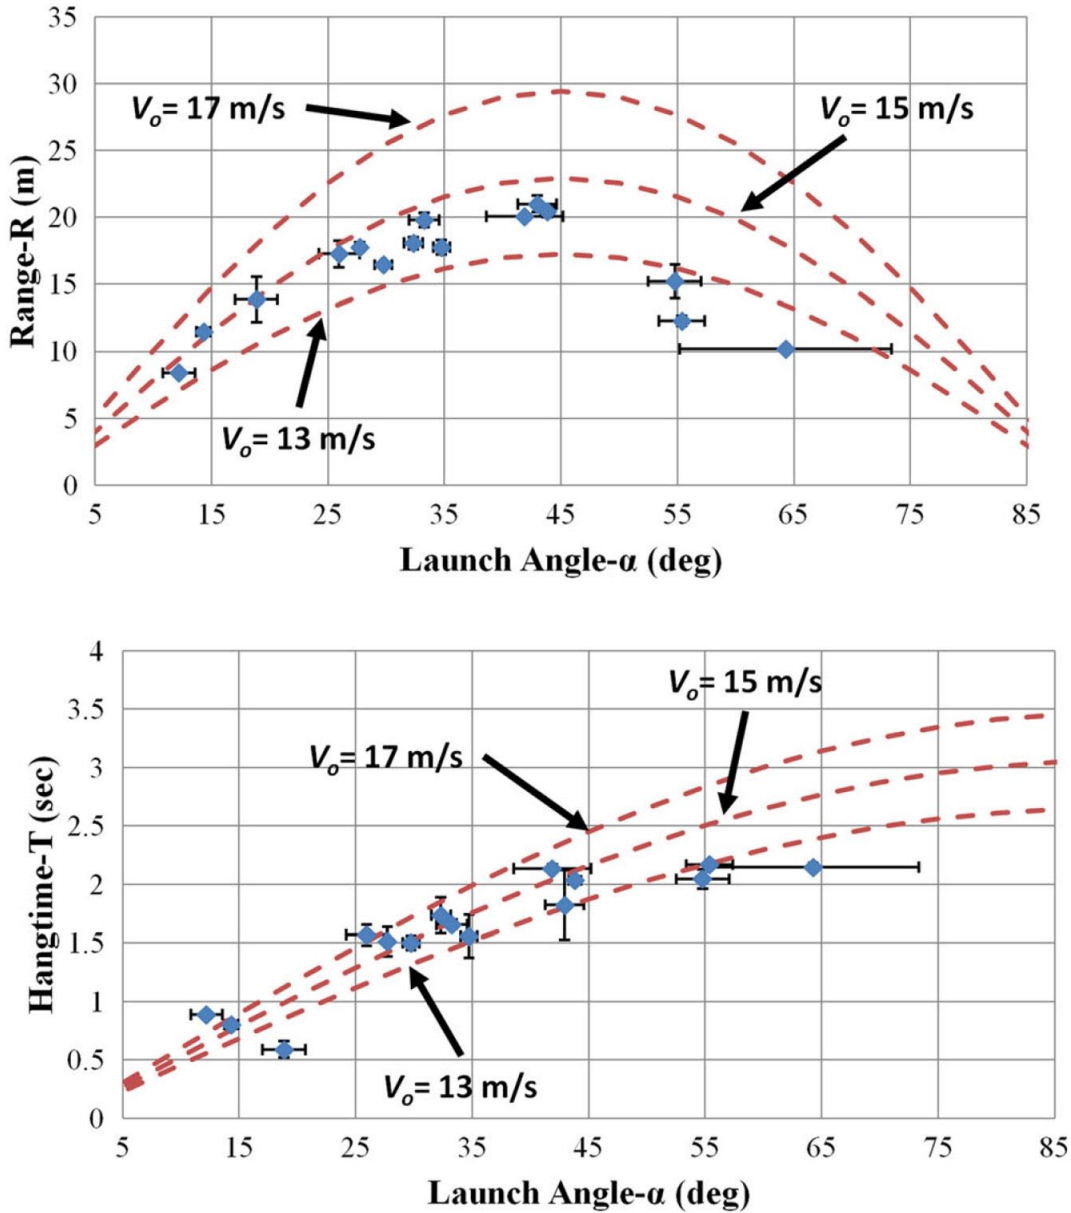 35
30
25
20
15
10
5
0
Range-R (m)
Vo= 17 m/s
Vo= 15 m/s
Vo= 13 m/s
5 15 25 35 45 55 65 75 85
Launch Angle-α (deg)
4
3.5
3
2.5
2
1.5
1
0.5
0
Hangtime-T (sec)
Vo= 15 m/s
Vo= 17 m/s
Vo= 13 m/s
5 15 25 35 45 55 65 75 85
Launch Angle-α (deg)